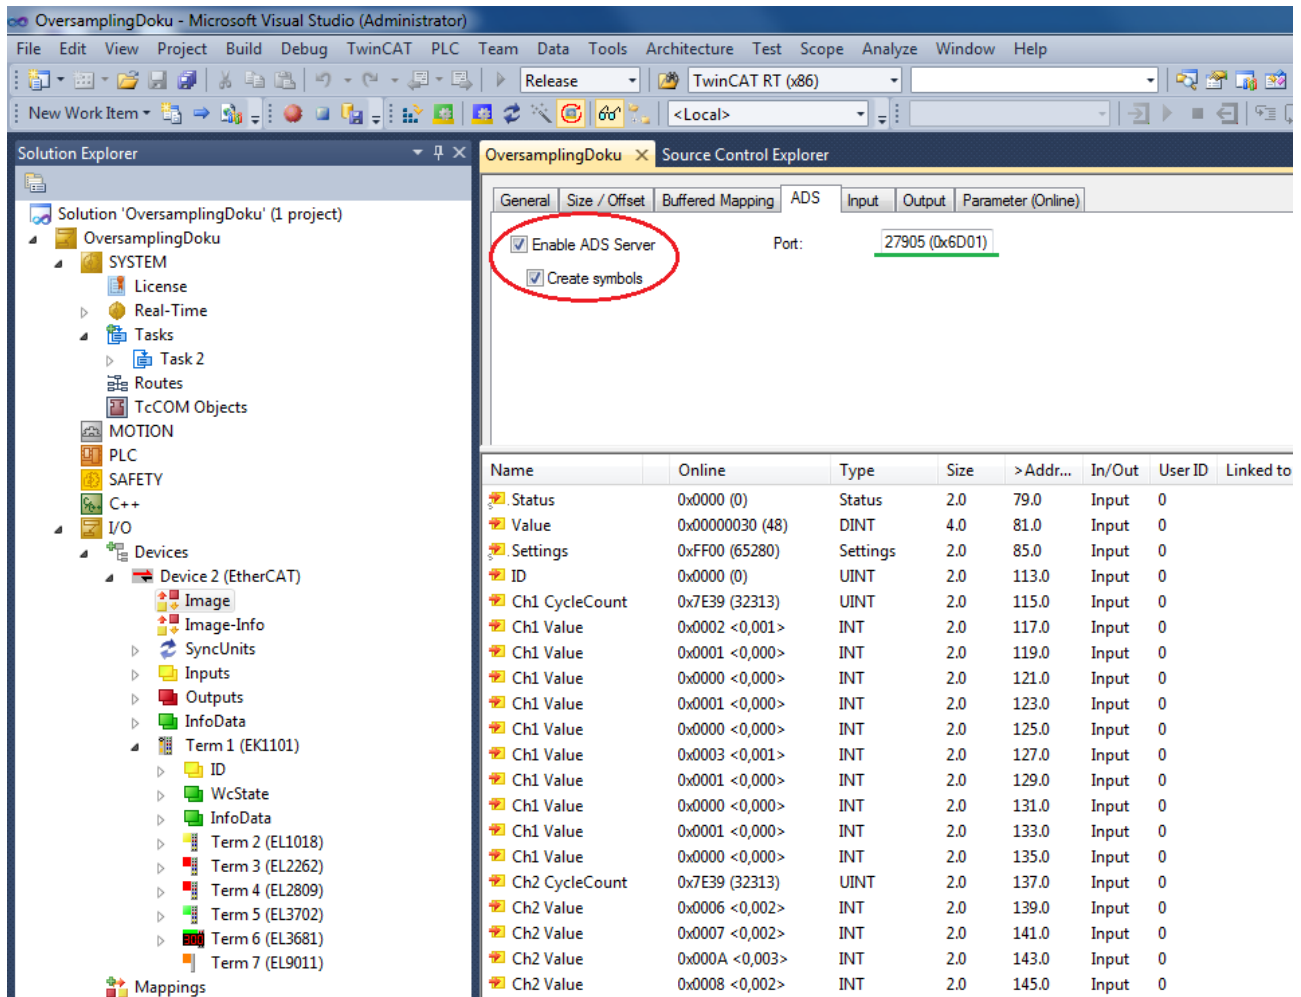 OversamplingDoku - Microsoft Visual Studio (Administrator)
File Edit View Project Build Debug TwinCAT PLC Team Data Tools Architecture Test Scope Analyze Window Help
Release TwinCAT RT (x86)
New Work Item <Local>
Solution Explorer
Solution 'OversamplingDoku' (1 project)
OversamplingDoku
SYSTEM
License
Real-Time
Tasks
Task 2
Routes
TcCOM Objects
MOTION
PLC
SAFETY
C++
I/O
Devices
Device 2 (EtherCAT)
Image
Image-Info
SyncUnits
Inputs
Outputs
InfoData
Term 1 (EK1101)
ID
WcState
InfoData
Term 2 (EL1018)
Term 3 (EL2262)
Term 4 (EL2809)
Term 5 (EL3702)
Term 6 (EL3681)
Term 7 (EL9011)
Mappings
OversamplingDoku Source Control Explorer
General Size / Offset Buffered Mapping ADS Input Output Parameter (Online)
Enable ADS Server Port: 27905 (0x6D01)
Create symbols
Name Online Type Size >Addr... In/Out User ID Linked to
Status 0x0000 (0) Status 2.0 79.0 Input 0
Value 0x00000030 (48) DINT 4.0 81.0 Input 0
Settings 0xFF00 (65280) Settings 2.0 85.0 Input 0
ID 0x0000 (0) UINT 2.0 113.0 Input 0
Ch1 CycleCount 0x7E39 (32313) UINT 2.0 115.0 Input 0
Ch1 Value 0x0002 <0,001> INT 2.0 117.0 Input 0
Ch1 Value 0x0001 <0,000> INT 2.0 119.0 Input 0
Ch1 Value 0x0000 <0,000> INT 2.0 121.0 Input 0
Ch1 Value 0x0001 <0,000> INT 2.0 123.0 Input 0
Ch1 Value 0x0000 <0,000> INT 2.0 125.0 Input 0
Ch1 Value 0x0003 <0,001> INT 2.0 127.0 Input 0
Ch1 Value 0x0001 <0,000> INT 2.0 129.0 Input 0
Ch1 Value 0x0000 <0,000> INT 2.0 131.0 Input 0
Ch1 Value 0x0001 <0,000> INT 2.0 133.0 Input 0
Ch1 Value 0x0000 <0,000> INT 2.0 135.0 Input 0
Ch2 CycleCount 0x7E39 (32313) UINT 2.0 137.0 Input 0
Ch2 Value 0x0006 <0,002> INT 2.0 139.0 Input 0
Ch2 Value 0x0007 <0,002> INT 2.0 141.0 Input 0
Ch2 Value 0x000A <0,003> INT 2.0 143.0 Input 0
Ch2 Value 0x0008 <0,002> INT 2.0 145.0 Input 0